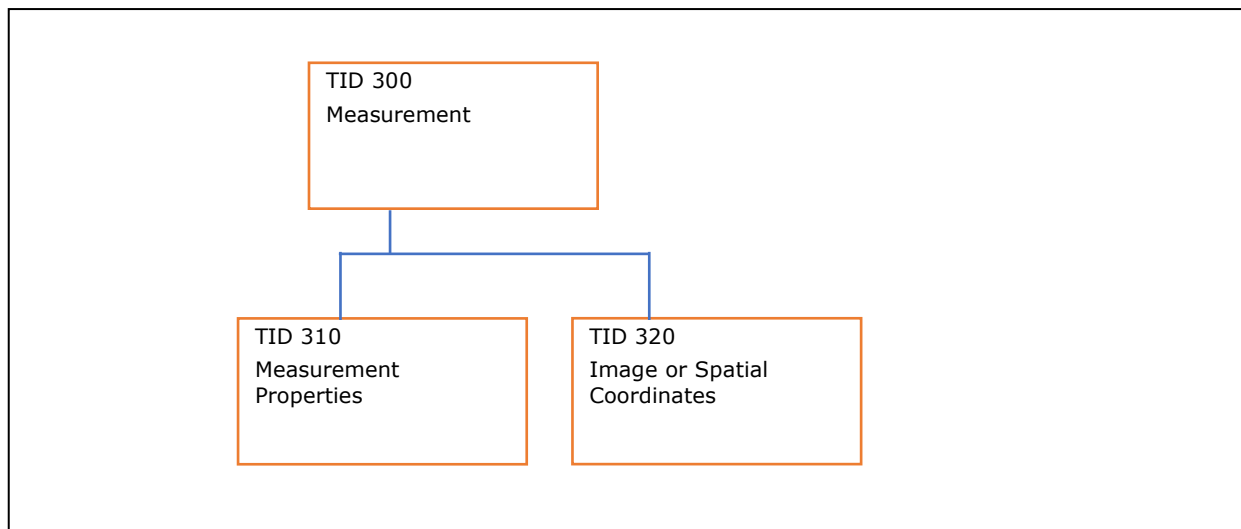 TID 300
Measurement
TID 310
Measurement
Properties
TID 320
Image or Spatial
Coordinates